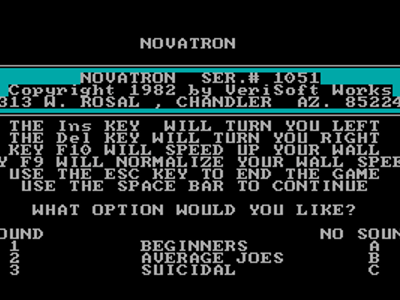 NOVATRON
NOVATRON SER.# 1051
Copyright 1982 by VeriSoft Works
313 W. ROSAL , CHANDLER AZ. 85224
THE Ins KEY WILL TURN YOU LEFT
THE Del KEY WILL TURN YOU RIGHT
KEY F10 WILL SPEED UP YOUR WALL
Y F9 WILL NORMALIZE YOUR WALL SPEE
USE THE ESC KEY TO END THE GAME
USE THE SPACE BAR TO CONTINUE
WHAT OPTION WOULD YOU LIKE?
OUND NO SOUN
1 BEGINNERS A
2 AVERAGE JOES B
3 SUICIDAL C